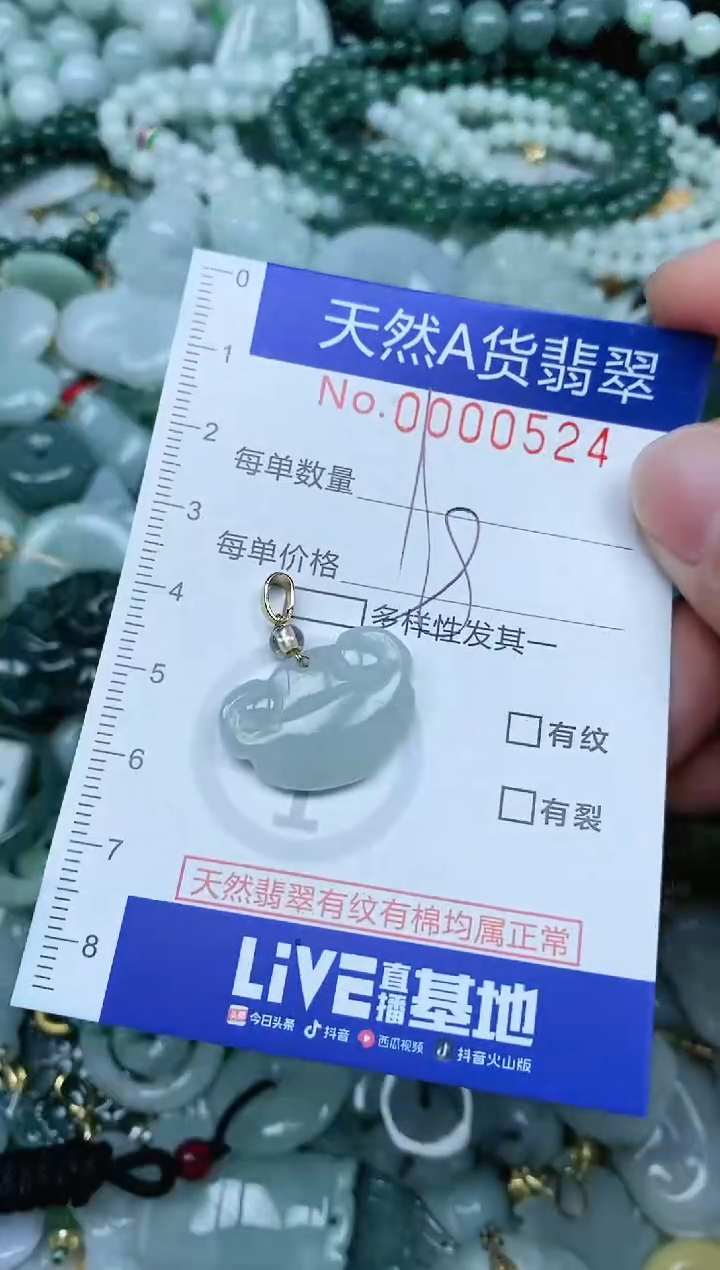 天然A货翡翠
No.0000524
每单数量
每单价格
多样性发其一
有纹
有裂
天然翡翠有纹有棉均属正常
LiVE直播基地
头条 今日头条 抖音 西瓜视频 抖音火山版
0
1
2
3
4
5
6
7
8